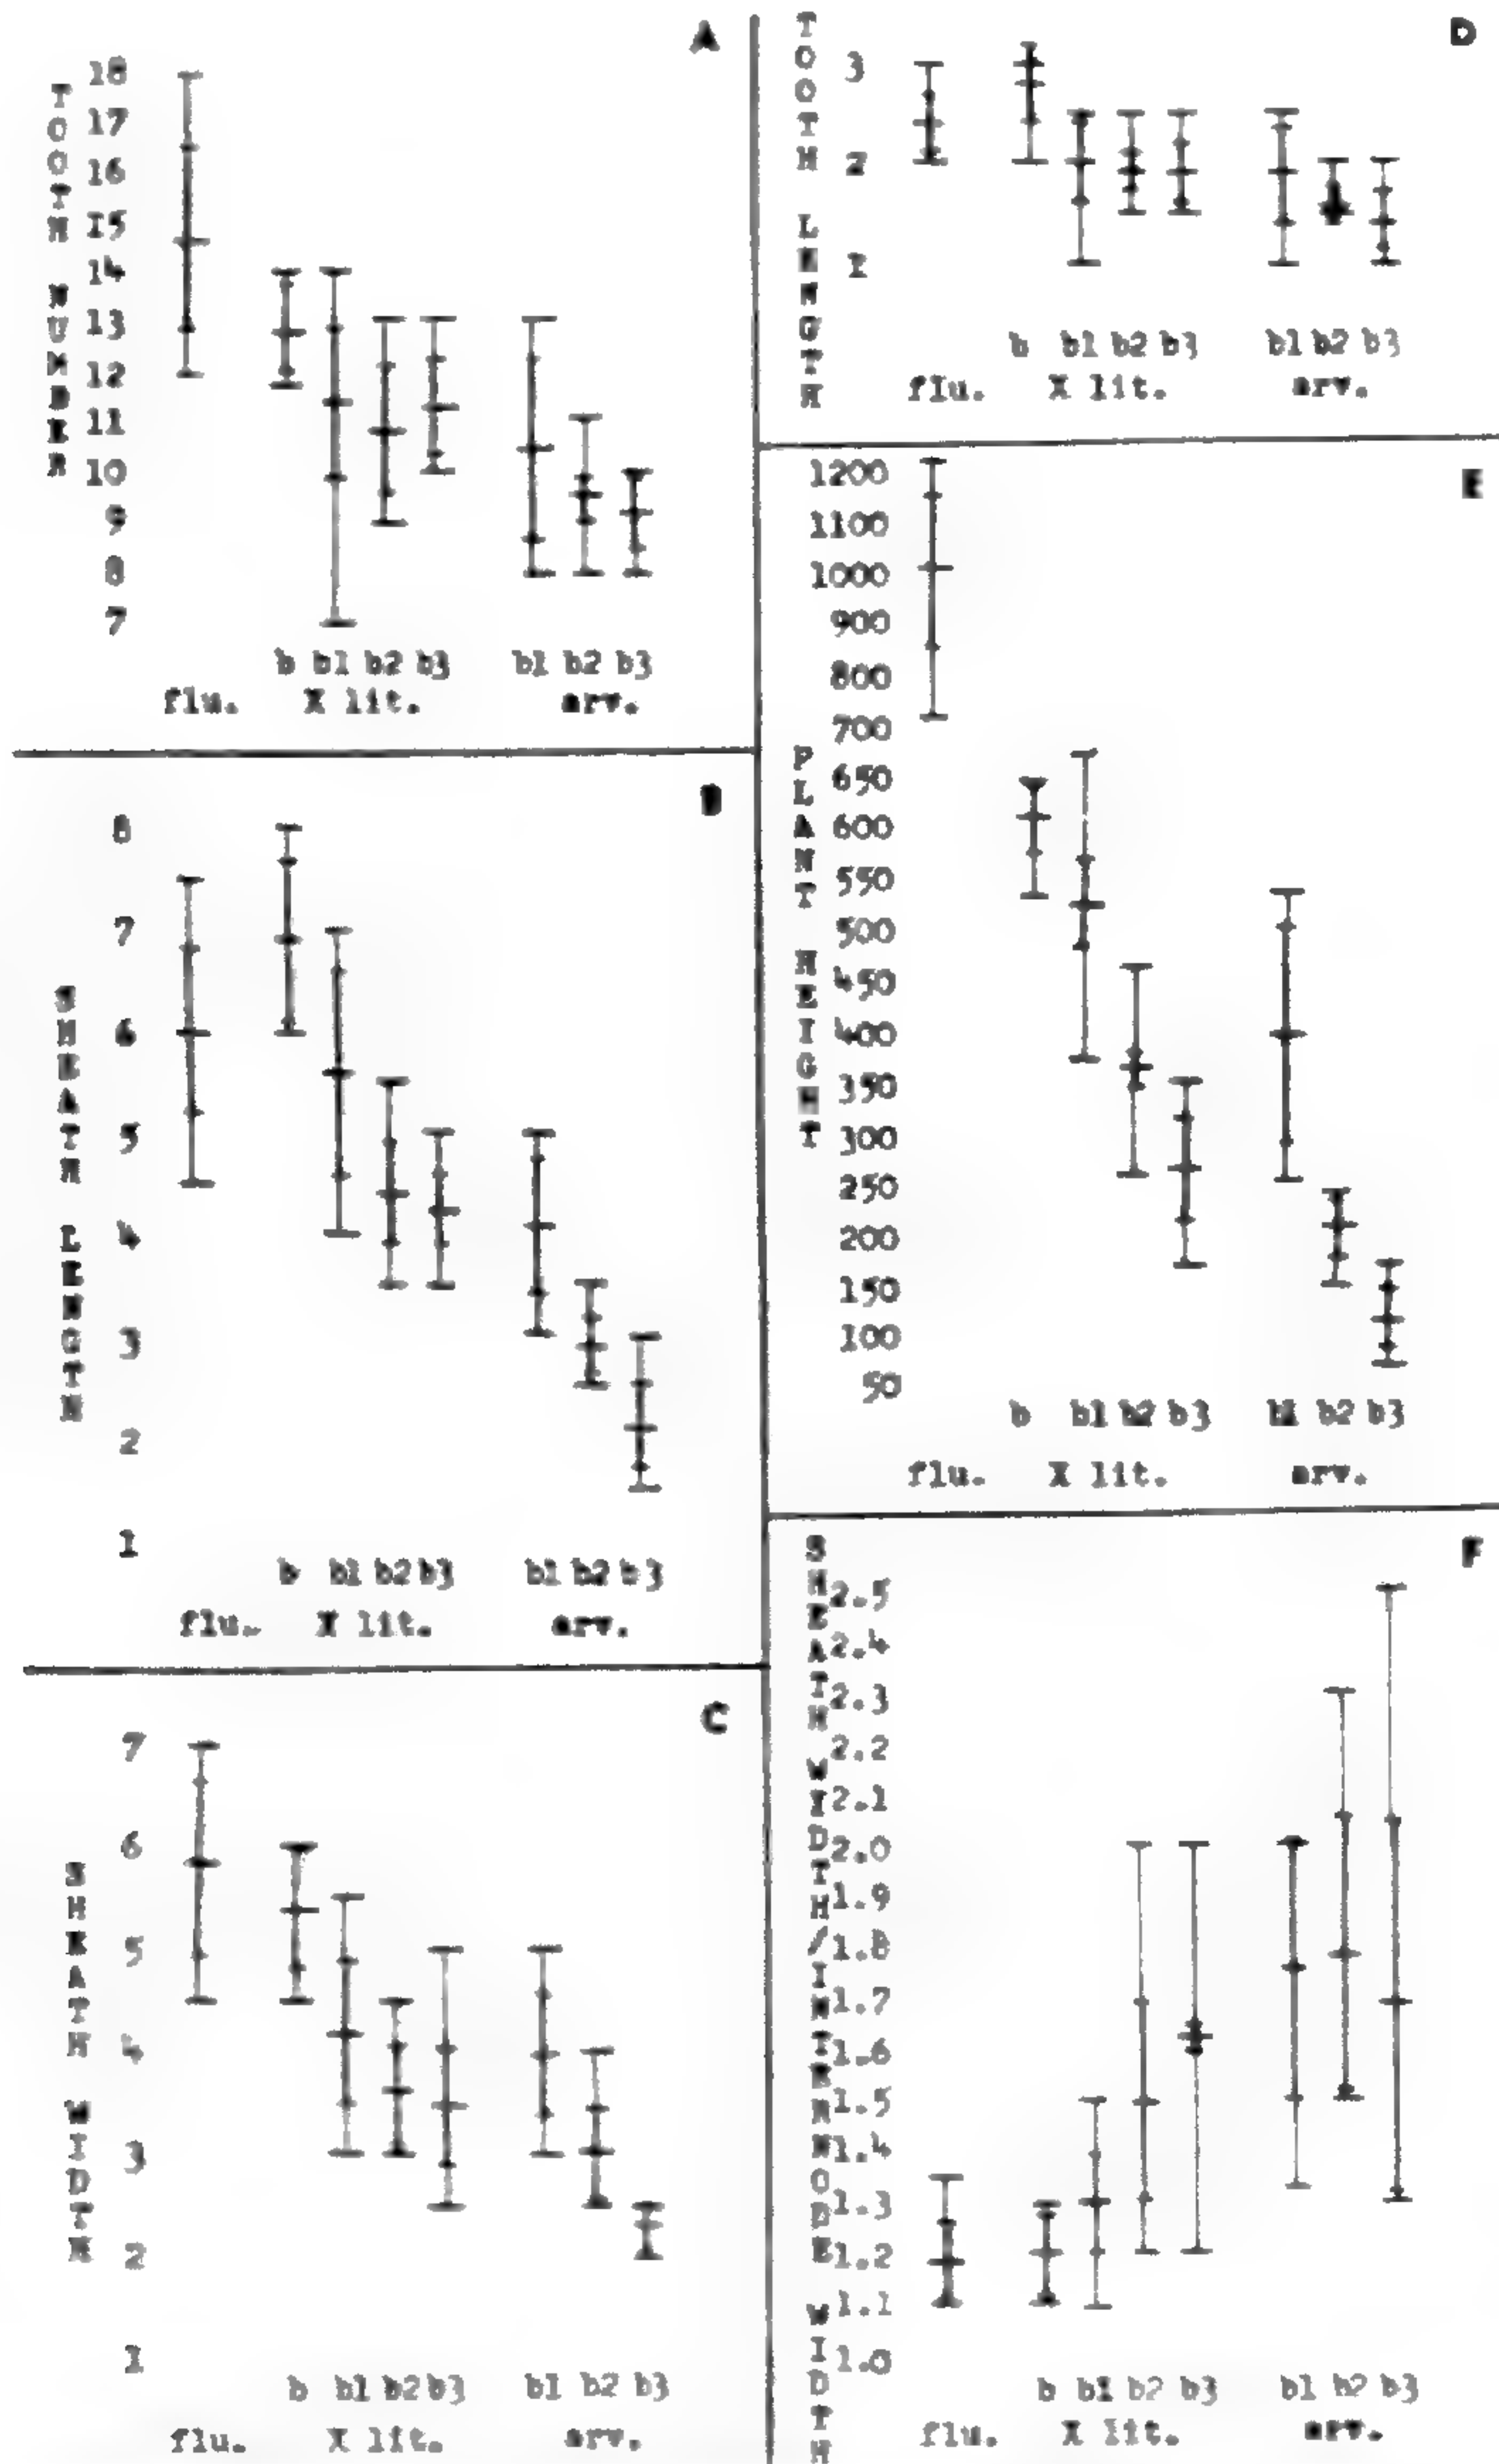 A
TOOTH NUMBER
18
17
16
15
14
13
12
11
10
9
8
7
b b1 b2 b3 b1 b2 b3
flu. X lit. arv.
B
SHEATH LENGTH
8
7
6
5
4
3
2
1
b b1 b2 b3 b1 b2 b3
flu. X lit. arv.
C
SHEATH WIDTH
7
6
5
4
3
2
1
b b1 b2 b3 b1 b2 b3
flu. X lit. arv.
D
TOOTH LENGTH
3
2
1
b b1 b2 b3 b1 b2 b3
flu. X lit. arv.
E
PLANT HEIGHT
1200
1100
1000
900
800
700
650
600
550
500
450
400
350
300
250
200
150
100
50
b b1 b2 b3 b1 b2 b3
flu. X lit. arv.
F
SHEATH WIDTH/INTERNODE WIDTH
2.5
2.4
2.3
2.2
2.1
2.0
1.9
1.8
1.7
1.6
1.5
1.4
1.3
1.2
1.1
1.0
b b1 b2 b3 b1 b2 b3
flu. X lit. arv.